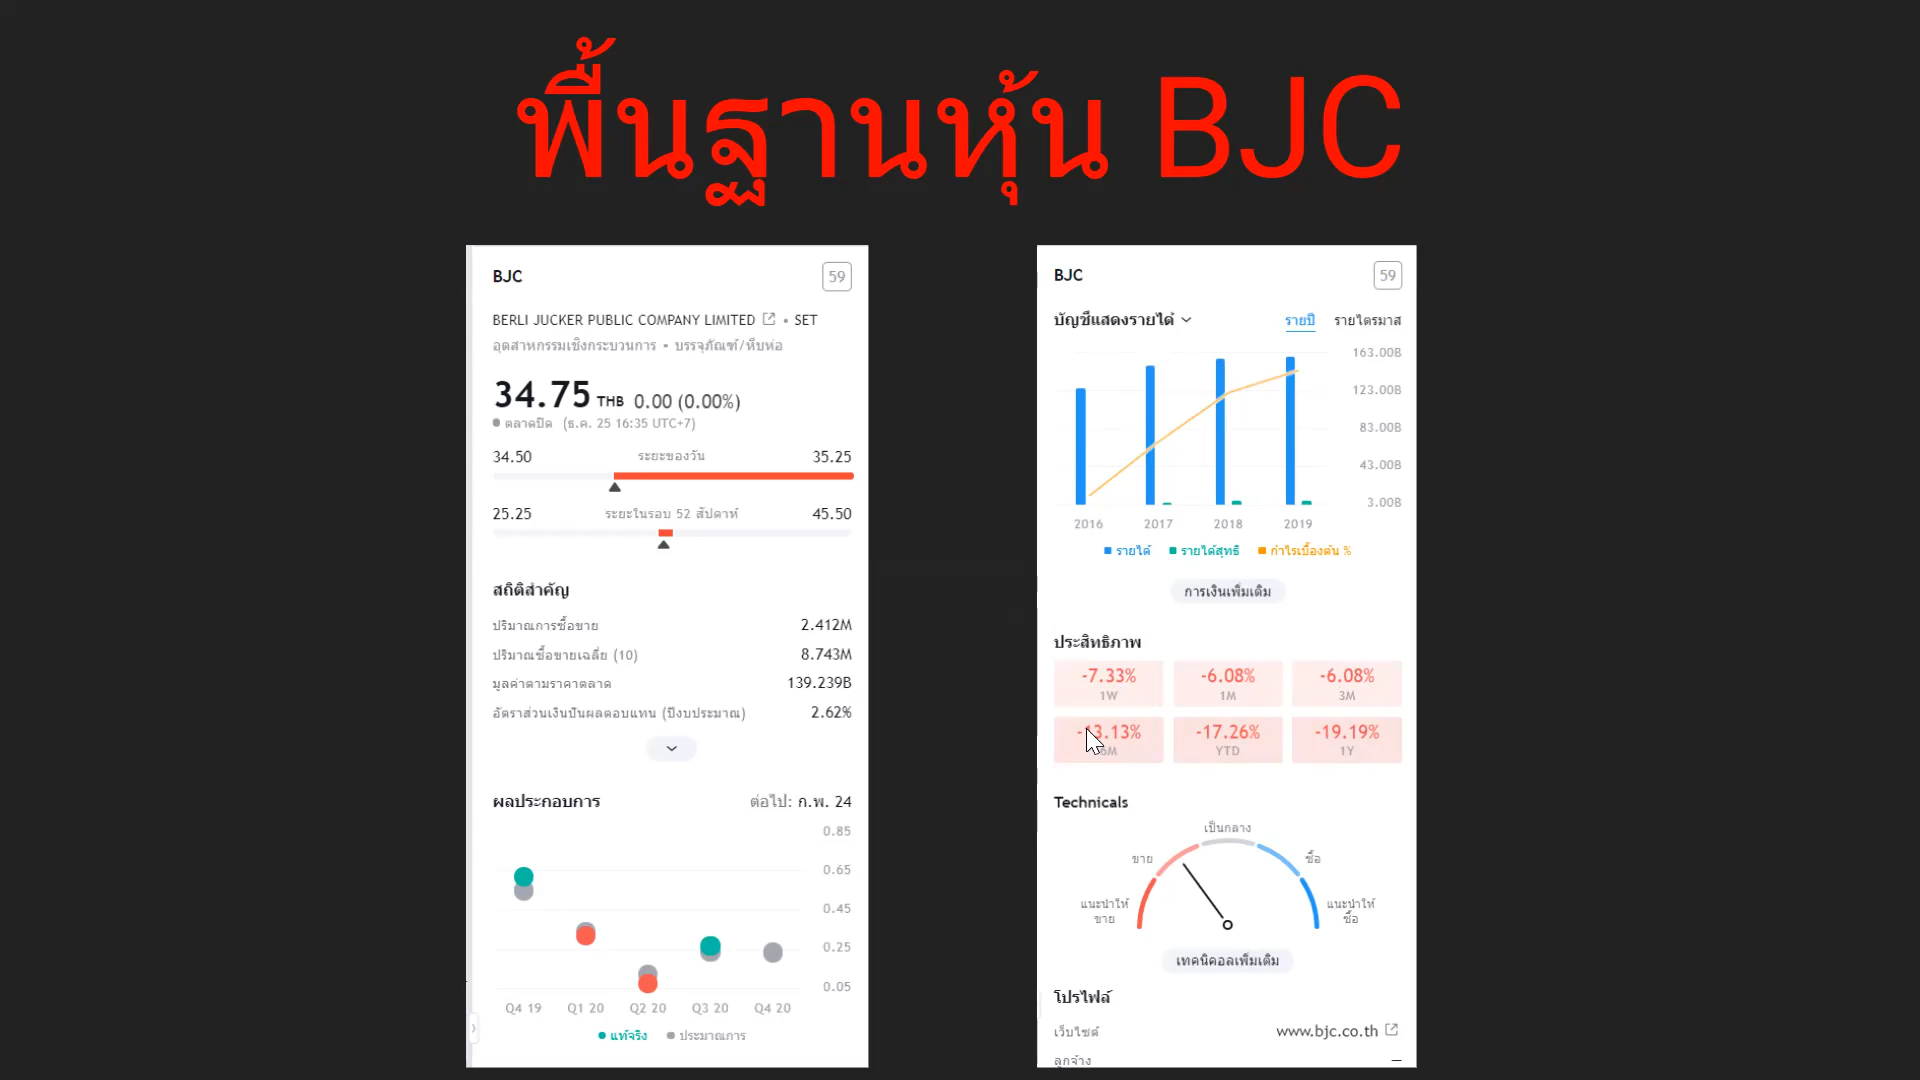 พื้นฐานหุ้น BJC
BJC
59
BERLI JUCKER PUBLIC COMPANY LIMITED • SET
อุตสาหกรรมเชิงกระบวนการ • บรรจุภัณฑ์/หีบห่อ
34.75 THB 0.00 (0.00%)
ตลาดปิด (ธ.ค. 25 16:35 UTC+7)
34.50 ระยะของวัน 35.25
25.25 ระยะในรอบ 52 สัปดาห์ 45.50
สถิติสำคัญ
ปริมาณการซื้อขาย 2.412M
ปริมาณซื้อขายเฉลี่ย (10) 8.743M
มูลค่าตามราคาตลาด 139.239B
อัตราส่วนเงินปันผลตอบแทน (ปีงบประมาณ) 2.62%
ผลประกอบการ ต่อไป: ก.พ. 24
0.85
0.65
0.45
0.25
0.05
Q4 19 Q1 20 Q2 20 Q3 20 Q4 20
แท้จริง ประมาณการ
BJC
59
บัญชีแสดงรายได้ รายปี รายไตรมาส
163.00B
123.00B
83.00B
43.00B
3.00B
2016 2017 2018 2019
รายได้ รายได้สุทธิ กำไรเบื้องต้น %
การเงินเพิ่มเติม
ประสิทธิภาพ
-7.33% -6.08% -6.08%
1W 1M 3M
-13.13% -17.26% -19.19%
6M YTD 1Y
Technicals
เป็นกลาง
ขาย ซื้อ
แนะนำให้ แนะนำให้
ขาย ซื้อ
เทคนิคอลเพิ่มเติม
โปรไฟล์
เว็บไซต์ www.bjc.co.th
ลูกจ้าง —